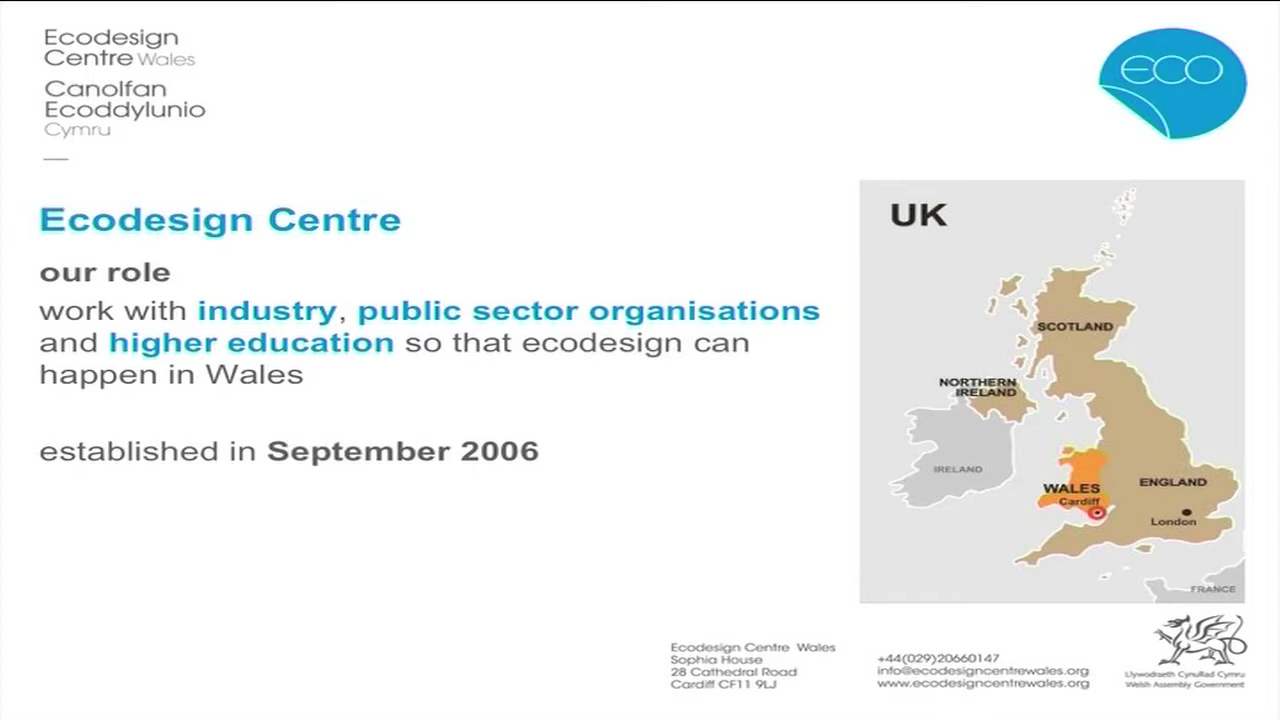 Ecodesign
Centre Wales
Canolfan
Ecoddylunio
Cymru
ECO
Ecodesign Centre
our role
work with industry, public sector organisations
and higher education so that ecodesign can
happen in Wales
established in September 2006
UK
SCOTLAND
NORTHERN
IRELAND
IRELAND
WALES
Cardiff
ENGLAND
London
FRANCE
Ecodesign Centre Wales
Sophia House
28 Cathedral Road
Cardiff CF11 9LJ
+44(029)20660147
info@ecodesigncentrewales.org
www.ecodesigncentrewales.org
Llywodraeth Cynulliad Cymru
Welsh Assembly Government